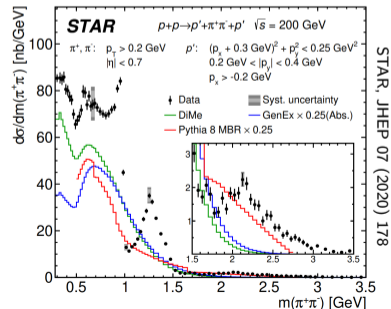 STAR
p+p→p'+π⁺π⁻+p' √s = 200 GeV
π⁺, π⁻: p_T > 0.2 GeV
|η| < 0.7
p': (p_x + 0.3 GeV)² + p_y² < 0.25 GeV²
0.2 GeV < |p_y| < 0.4 GeV
p_x > -0.2 GeV
Data
Syst. uncertainty
DiMe
GenEx × 0.25(Abs.)
Pythia 8 MBR × 0.25
dσ/dm(π⁺π⁻) [nb/GeV]
100
80
60
40
20
0
3
2
1
0
1.5 2 2.5 3 3.5
0.5 1 1.5 2 2.5 3 3.5
m(π⁺π⁻) [GeV]
STAR, JHEP 07 (2020) 178